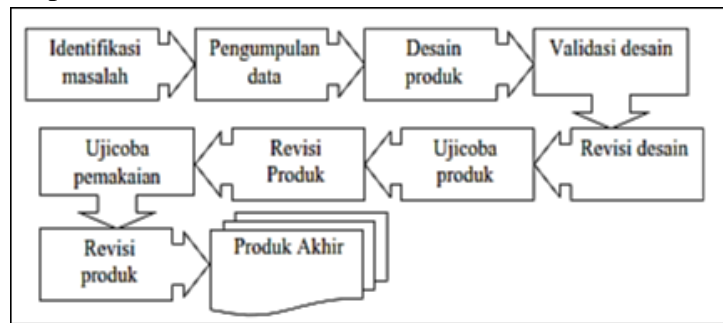 Identifikasi
masalah
Pengumpulan
data
Desain
produk
Validasi desain
Revisi desain
Ujicoba
produk
Revisi
Produk
Ujicoba
pemakaian
Revisi
produk
Produk Akhir